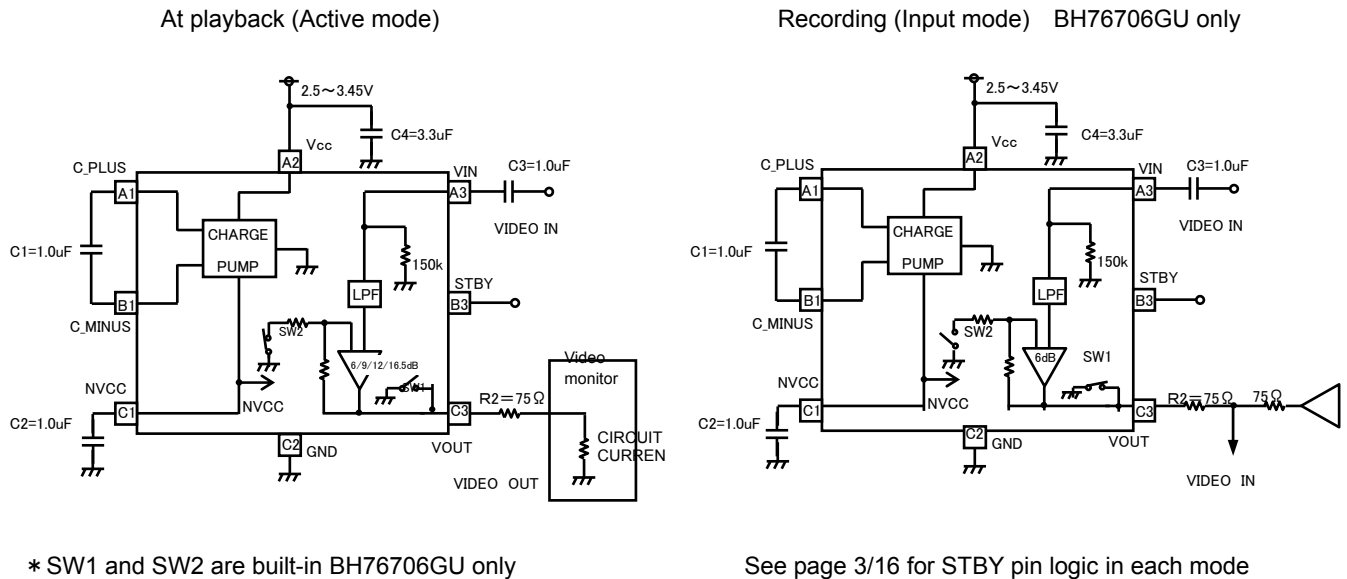 At playback (Active mode)
Recording (Input mode) BH76706GU only
2.5~3.45V
C4=3.3uF
Vcc
A2
C_PLUS
VIN
C3=1.0uF
A1
A3
VIDEO IN
CHARGE
PUMP
C1=1.0uF
150k
LPF
STBY
B1
B3
C_MINUS
SW2
6/9/12/16.5dB
SW1
Video
monitor
NVCC
NVCC
C1
C3
R2=75Ω
C2=1.0uF
C2
GND
VOUT
CIRCUIT
CURREN
VIDEO OUT
2.5~3.45V
C4=3.3uF
Vcc
A2
C_PLUS
VIN
C3=1.0uF
A1
A3
VIDEO IN
CHARGE
PUMP
C1=1.0uF
150k
LPF
STBY
B1
B3
C_MINUS
SW2
6dB
SW1
NVCC
NVCC
C1
C3
R2=75Ω
75Ω
C2=1.0uF
C2
GND
VOUT
VIDEO IN
* SW1 and SW2 are built-in BH76706GU only
See page 3/16 for STBY pin logic in each mode